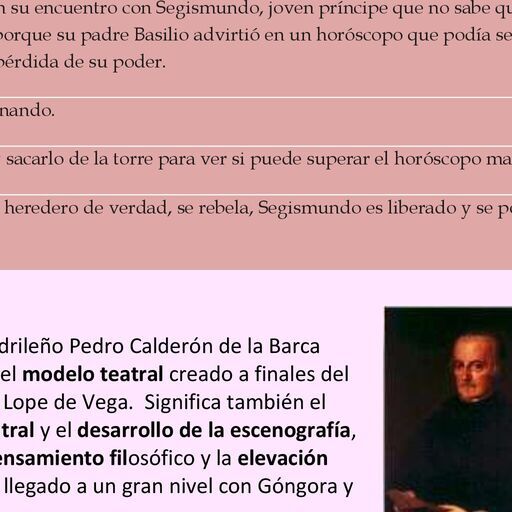 n su encuentro con Segismundo, joven príncipe que no sabe qu
porque su padre Basilio advirtió en un horóscopo que podía se
pérdida de su poder.
nando.
sacarlo de la torre para ver si puede superar el horóscopo ma
heredero de verdad, se rebela, Segismundo es liberado y se p
drileño Pedro Calderón de la Barca
el modelo teatral creado a finales del
Lope de Vega. Significa también el
tral y el desarrollo de la escenografía,
ensamiento filosófico y la elevación
llegado a un gran nivel con Góngora y